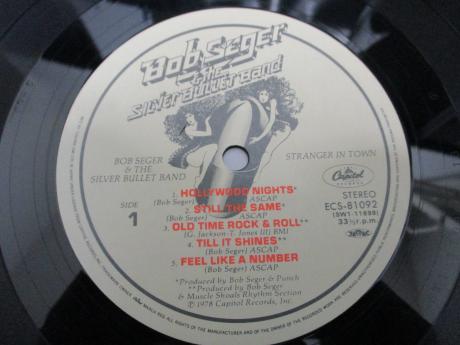 Bob Seger
& The
Silver Bullet Band
BOB SEGER
& THE
SILVER BULLET BAND
STRANGER IN TOWN
Capitol
RECORDS
SIDE
1
STEREO
ECS-81092
(SW1-11698)
33⅓r.p.m.
1. HOLLYWOOD NIGHTS*
(Bob Seger) ASCAP
2. STILL THE SAME*
(Bob Seger) ASCAP
3. OLD TIME ROCK & ROLL**
(G. Jackson-T. Jones III) BMI
4. TILL IT SHINES**
(Bob Seger) ASCAP
5. FEEL LIKE A NUMBER
(Bob Seger) ASCAP
*Produced by Bob Seger & Punch
**Produced by Bob Seger
& Muscle Shoals Rhythm Section
℗ 1978 Capitol Records, Inc.